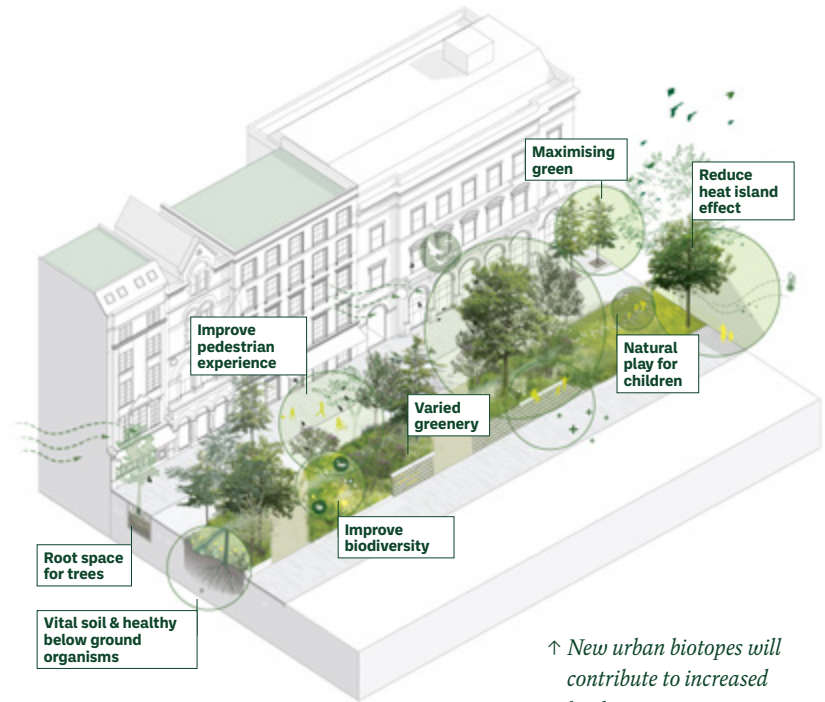 Maximising
green
Reduce
heat island
effect
Improve
pedestrian
experience
Natural
play for
children
Varied
greenery
Improve
biodiversity
Root space
for trees
Vital soil & healthy
below ground
organisms
↑ New urban biotopes will
contribute to increased